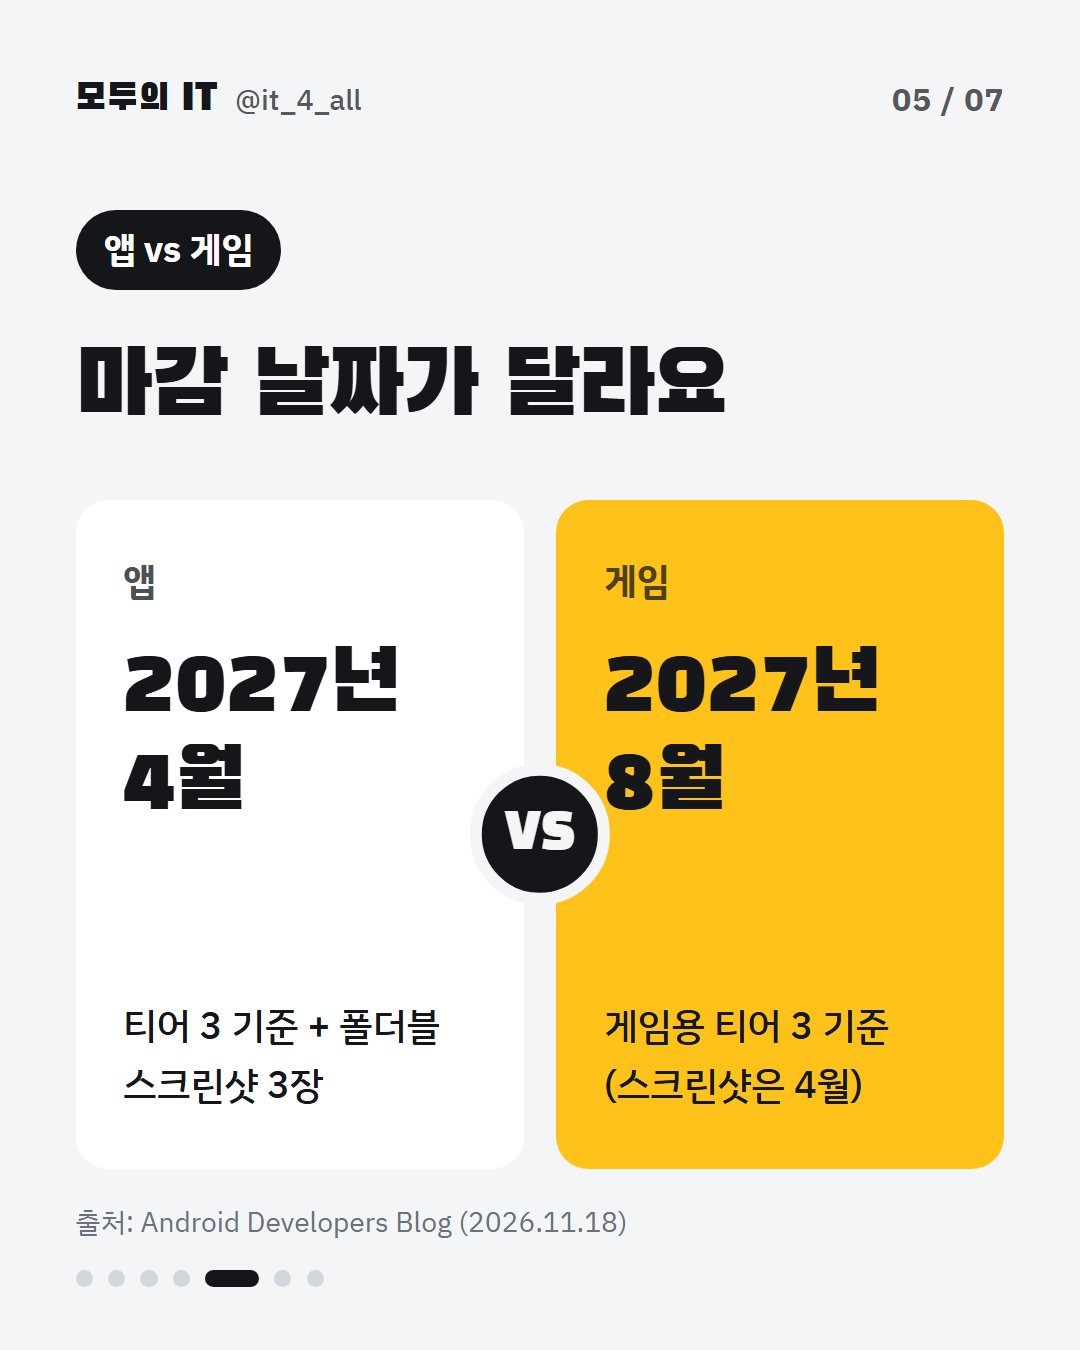 모두의 IT @it_4_all
05 / 07
앱 vs 게임
마감 날짜가 달라요
앱
2027년
4월
티어 3 기준 + 폴더블
스크린샷 3장
VS
게임
2027년
8월
게임용 티어 3 기준
(스크린샷은 4월)
출처: Android Developers Blog (2026.11.18)